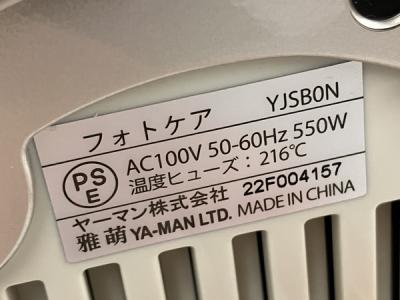 フォトケア YJSB0N
PS
E
AC100V 50-60Hz 550W
温度ヒューズ：216℃
ヤーマン株式会社 22F004157
雅萌 YA-MAN LTD. MADE IN CHINA